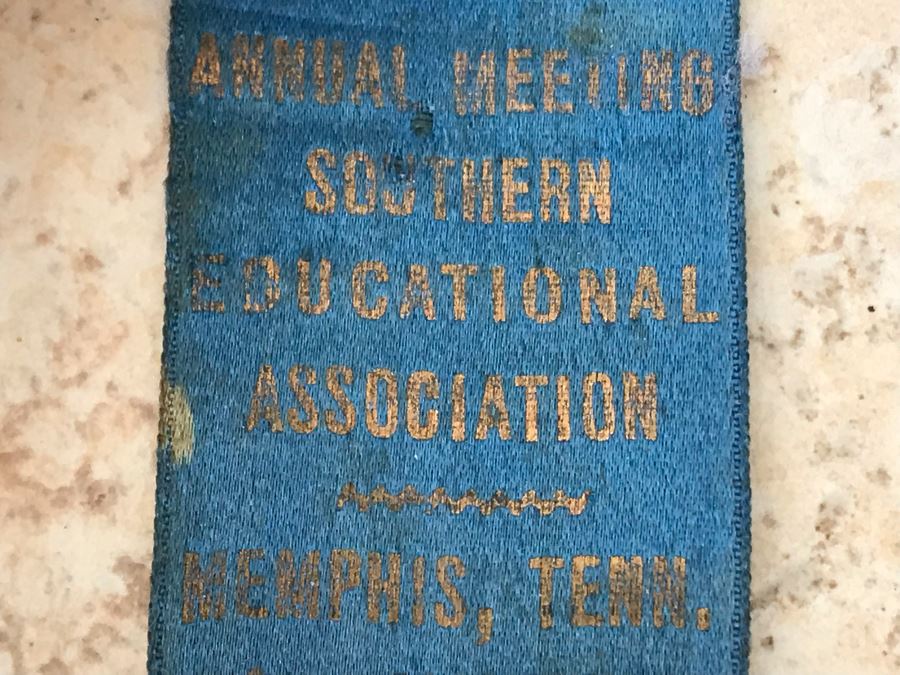 ANNUAL MEETING
SOUTHERN
EDUCATIONAL
ASSOCIATION
MEMPHIS, TENN.